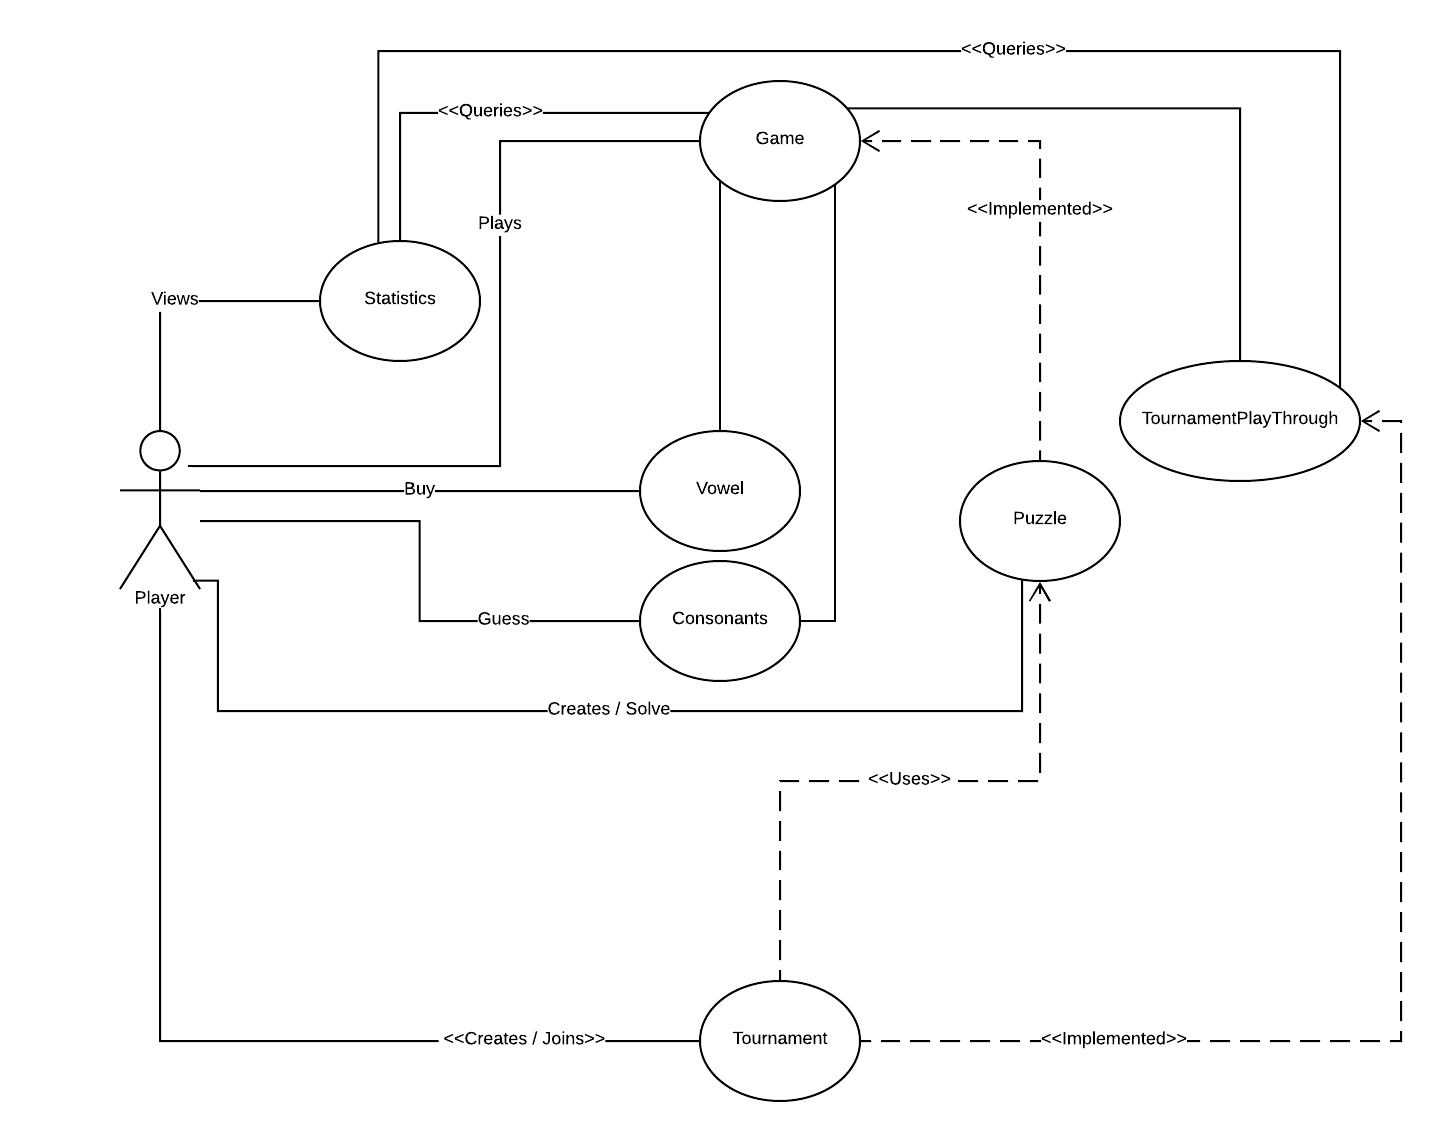 <<Queries>>
<<Queries>>
Game
<<Implemented>>
Plays
Views
Statistics
TournamentPlayThrough
Buy
Vowel
Puzzle
Player
Guess
Consonants
Creates / Solve
<<Uses>>
<<Creates / Joins>>
Tournament
<<Implemented>>